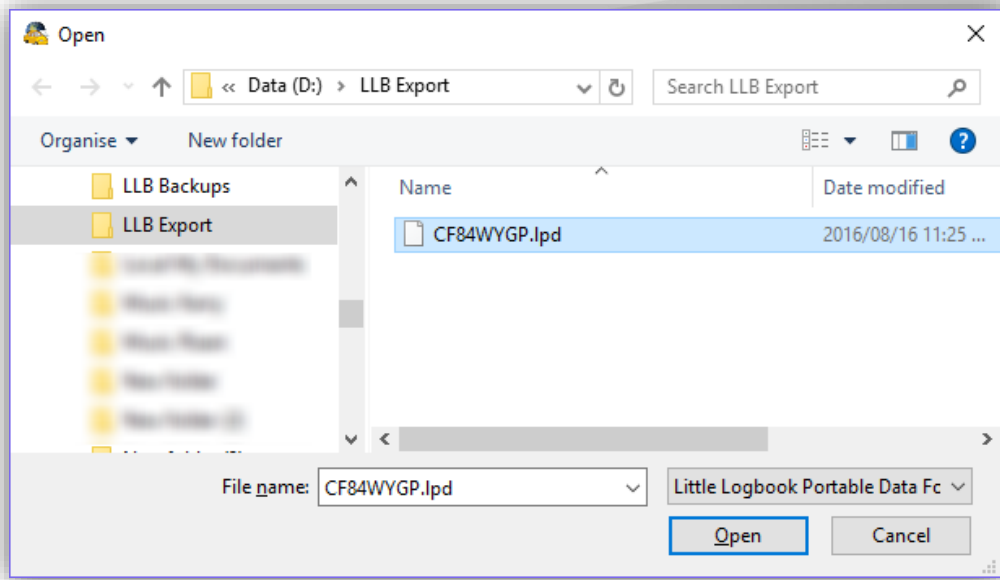 Open
« Data (D:) › LLB Export
Search LLB Export
Organise
New folder
LLB Backups
LLB Export
Name
Date modified
CF84WYGP.lpd
2016/08/16 11:25 ...
File name:
CF84WYGP.lpd
Little Logbook Portable Data Fc
Open
Cancel